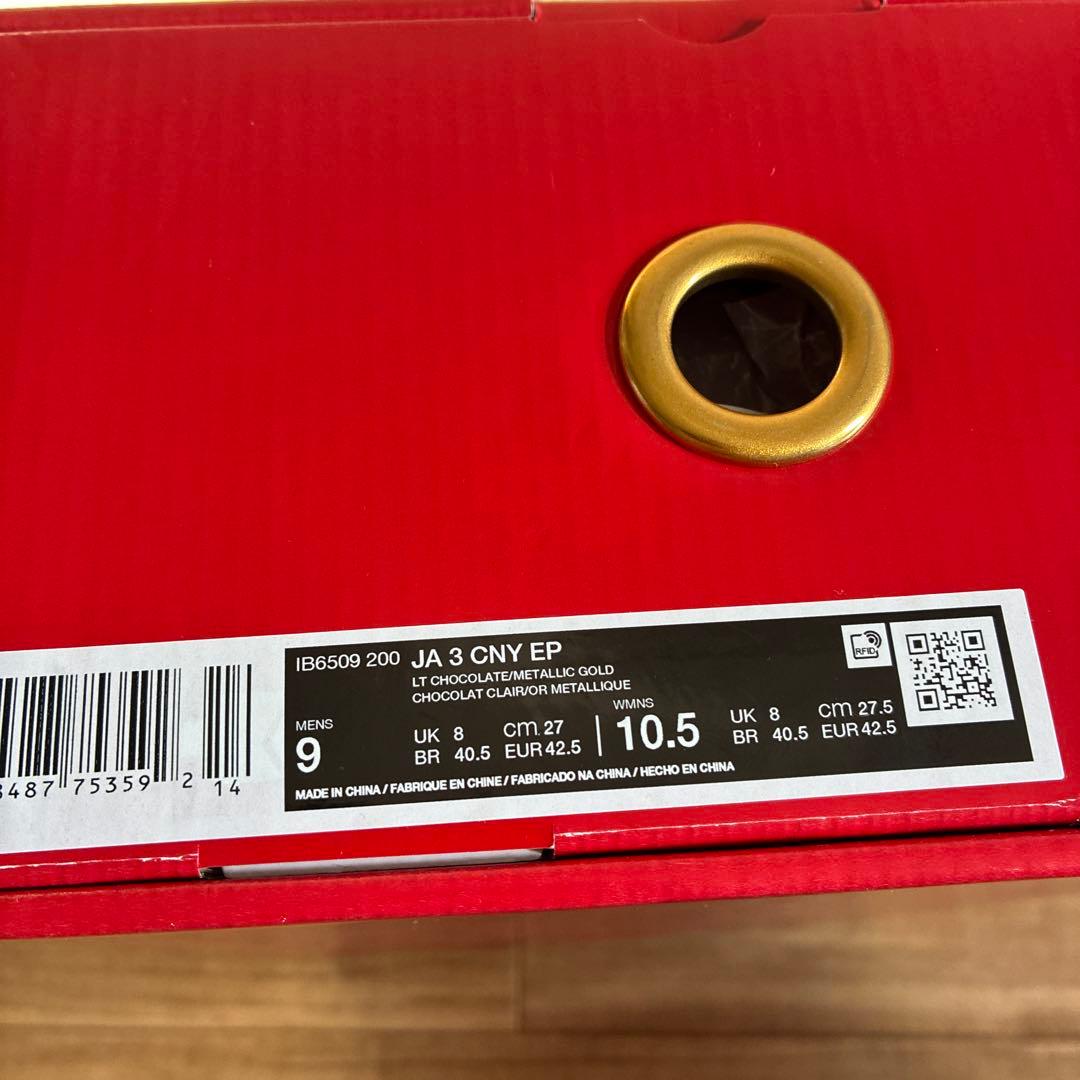 IB6509 200 JA 3 CNY EP
LT CHOCOLATE/METALLIC GOLD
CHOCOLAT CLAIR/OR METALLIQUE
RFID
MENS
9
UK 8 cm. 27
BR 40.5 EUR 42.5
WMNS
10.5
UK 8 cm 27.5
BR 40.5 EUR 42.5
MADE IN CHINA / FABRIQUE EN CHINE / FABRICADO NA CHINA / HECHO EN CHINA
8487 75359 2 14